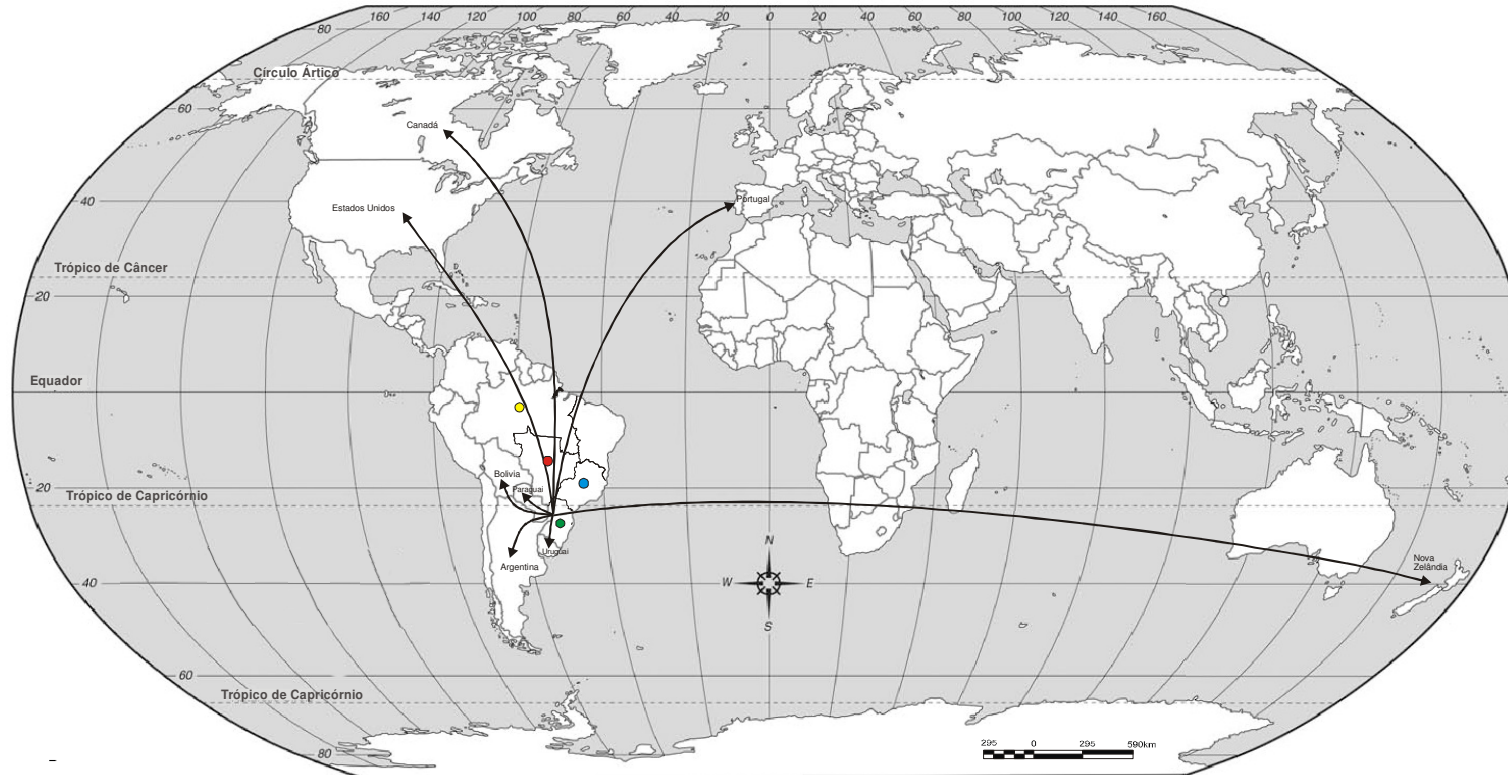 160 140 120 100 80 60 40 20 0 20 40 60 80 100 120 140 160
80
Círculo Ártico
60
Canadá
40
Estados Unidos
Portugal
Trópico de Câncer
20
Equador
0
Bolivia
Paraguai
20
Trópico de Capricórnio
Uruguai
Argentina
Nova
Zelândia
N
W E
S
40
60
Trópico de Capricórnio
80
295 0 295 590km